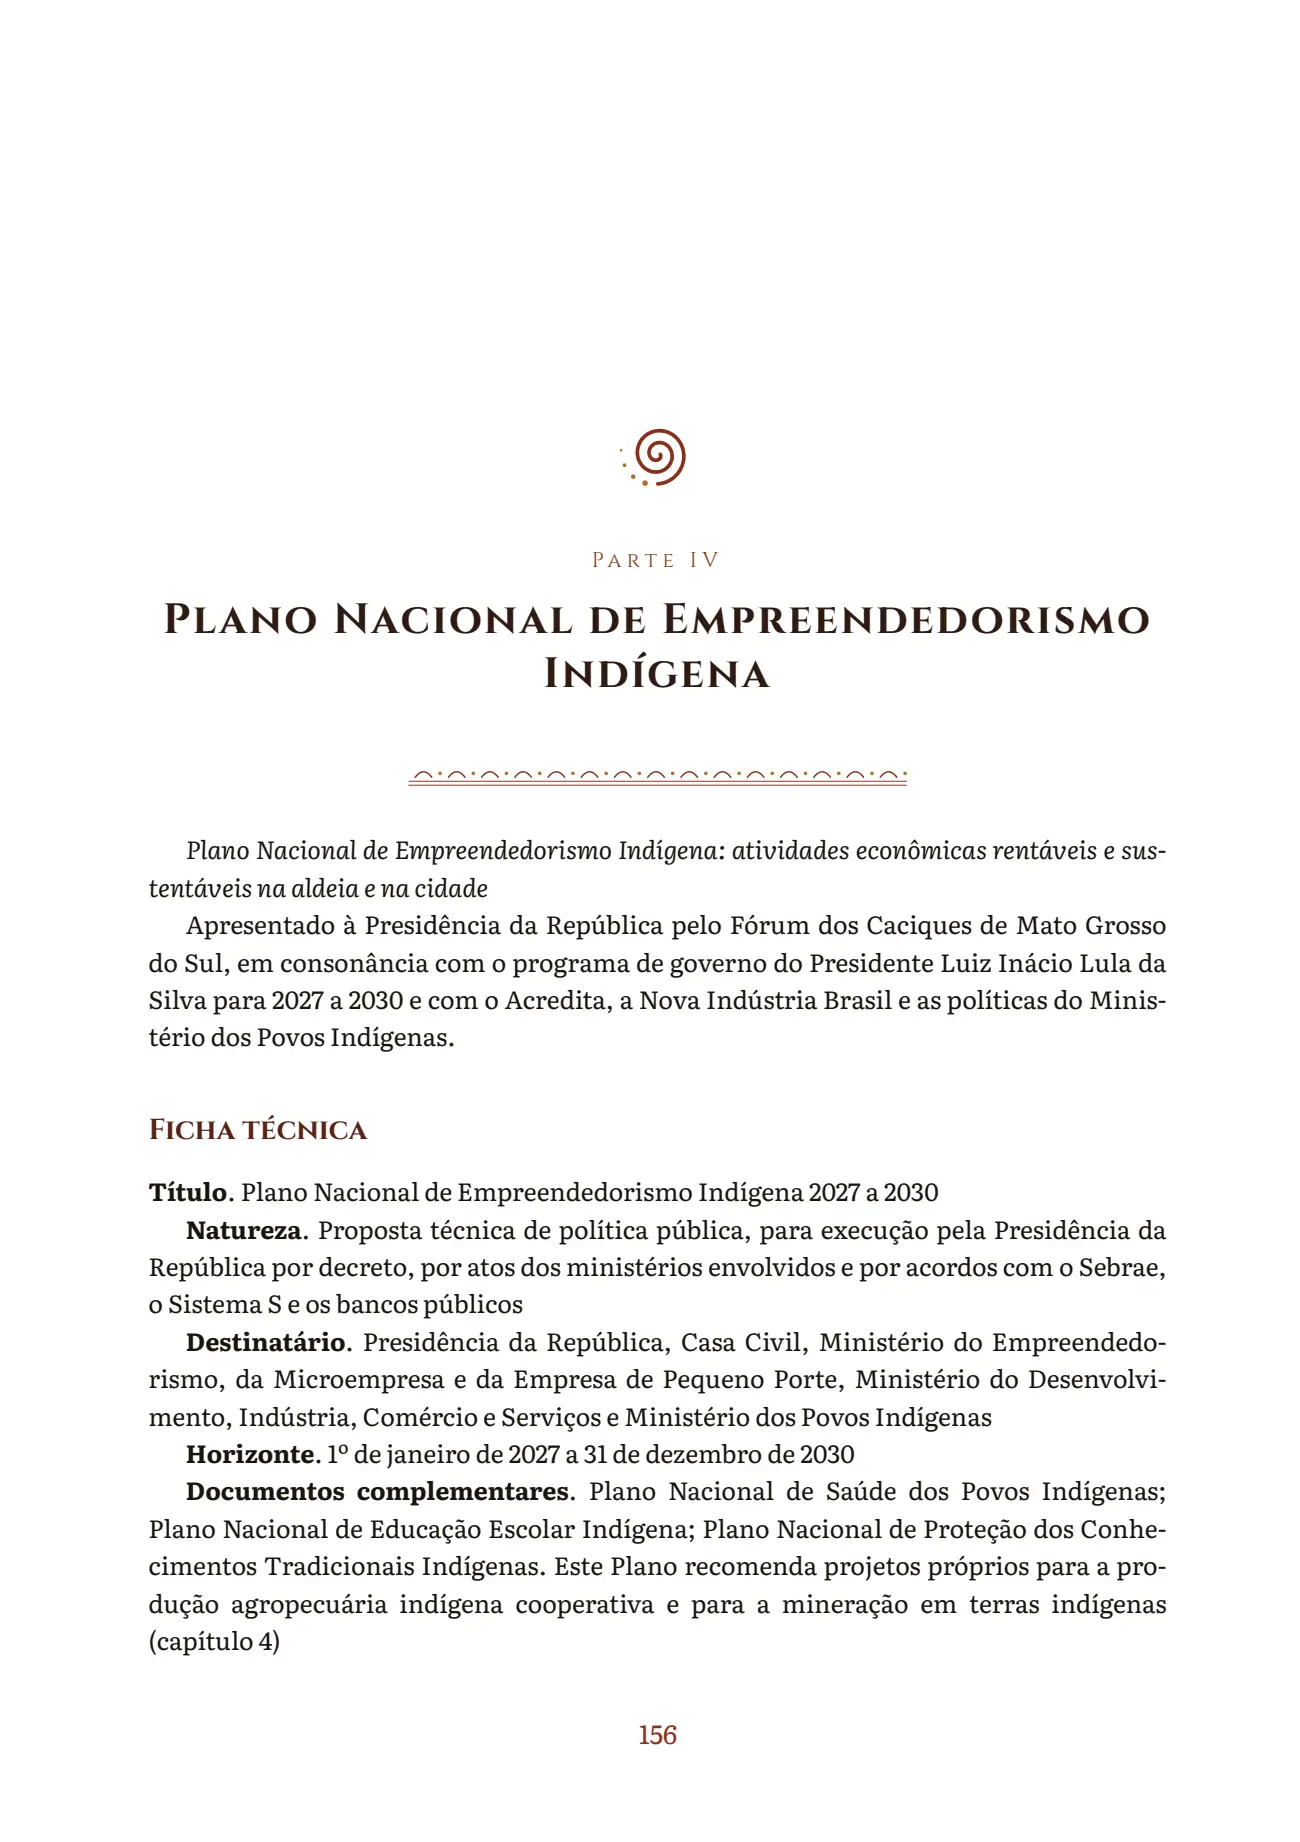 Parte IV
Plano Nacional de Empreendedorismo
Indígena
Plano Nacional de Empreendedorismo Indígena: atividades econômicas rentáveis e sus-
tentáveis na aldeia e na cidade
Apresentado à Presidência da República pelo Fórum dos Caciques de Mato Grosso
do Sul, em consonância com o programa de governo do Presidente Luiz Inácio Lula da
Silva para 2027 a 2030 e com o Acredita, a Nova Indústria Brasil e as políticas do Minis-
tério dos Povos Indígenas.
Ficha técnica
Título. Plano Nacional de Empreendedorismo Indígena 2027 a 2030
Natureza. Proposta técnica de política pública, para execução pela Presidência da
República por decreto, por atos dos ministérios envolvidos e por acordos com o Sebrae,
o Sistema S e os bancos públicos
Destinatário. Presidência da República, Casa Civil, Ministério do Empreendedo-
rismo, da Microempresa e da Empresa de Pequeno Porte, Ministério do Desenvolvi-
mento, Indústria, Comércio e Serviços e Ministério dos Povos Indígenas
Horizonte. 1º de janeiro de 2027 a 31 de dezembro de 2030
Documentos complementares. Plano Nacional de Saúde dos Povos Indígenas;
Plano Nacional de Educação Escolar Indígena; Plano Nacional de Proteção dos Conhe-
cimentos Tradicionais Indígenas. Este Plano recomenda projetos próprios para a pro-
dução agropecuária indígena cooperativa e para a mineração em terras indígenas
(capítulo 4)
156